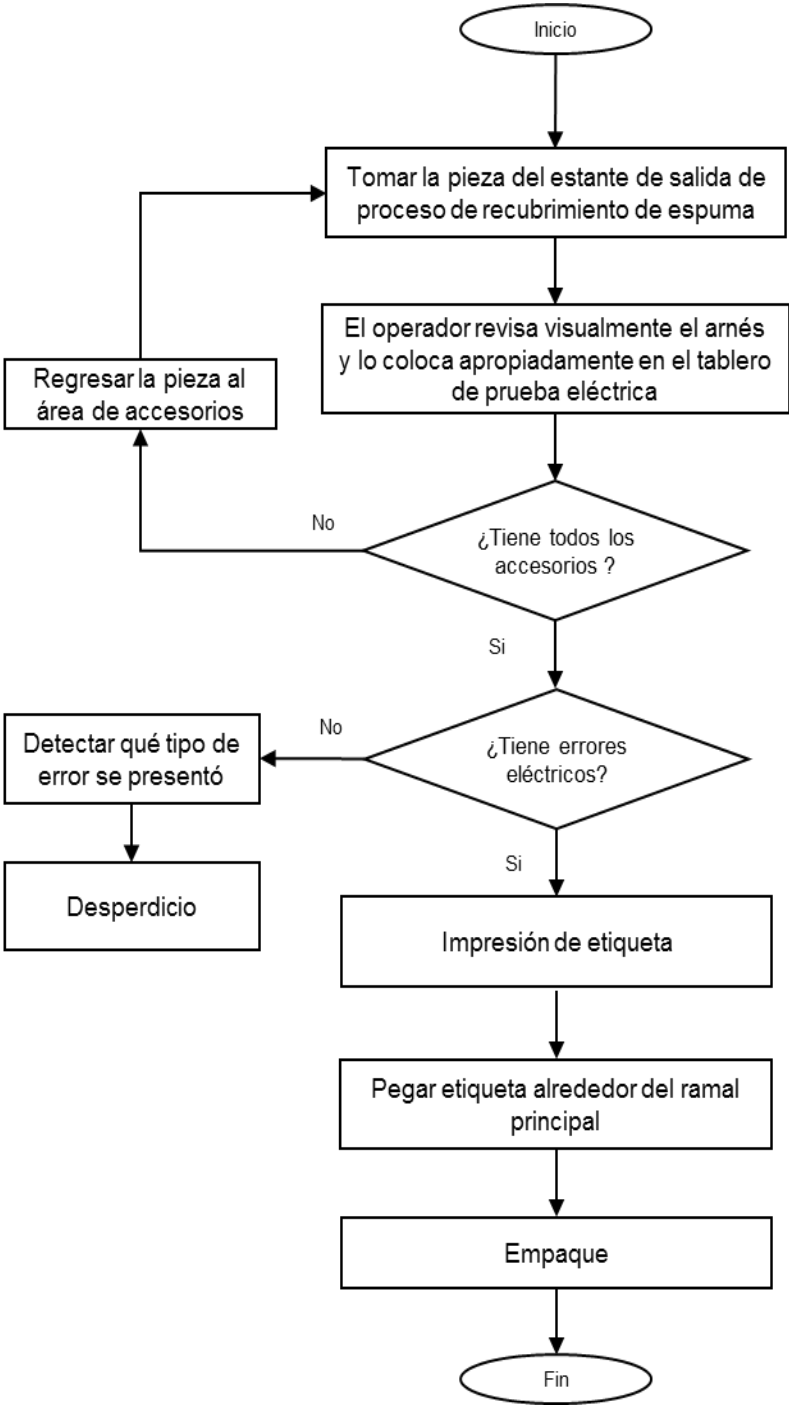 Inicio
Tomar la pieza del estante de salida de
proceso de recubrimiento de espuma
El operador revisa visualmente el arnés
y lo coloca apropiadamente en el tablero
de prueba eléctrica
Regresar la pieza al
área de accesorios
No
¿Tiene todos los
accesorios ?
Si
Detectar qué tipo de
error se presentó
No
¿Tiene errores
eléctricos?
Desperdicio
Si
Impresión de etiqueta
Pegar etiqueta alrededor del ramal
principal
Empaque
Fin